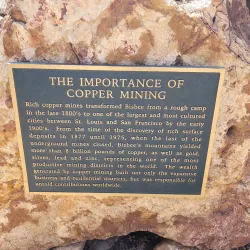 THE IMPORTANCE OF
COPPER MINING
Rich copper mines transformed Bisbee from a rough camp
in the late 1880's to one of the largest and most cultured
cities between St. Louis and San Francisco by the early
1900's. From the time of the discovery of rich surface
deposits in 1877 until 1975, when the last of the
underground mines closed, Bisbee's mountains yielded
more than 8 billion pounds of copper, as well as gold,
silver, lead and zinc, representing one of the most
productive mining districts in the world. The wealth
generated by copper mining built not only the expansive
business and residential districts, but was responsible for
untold contributions worldwide.